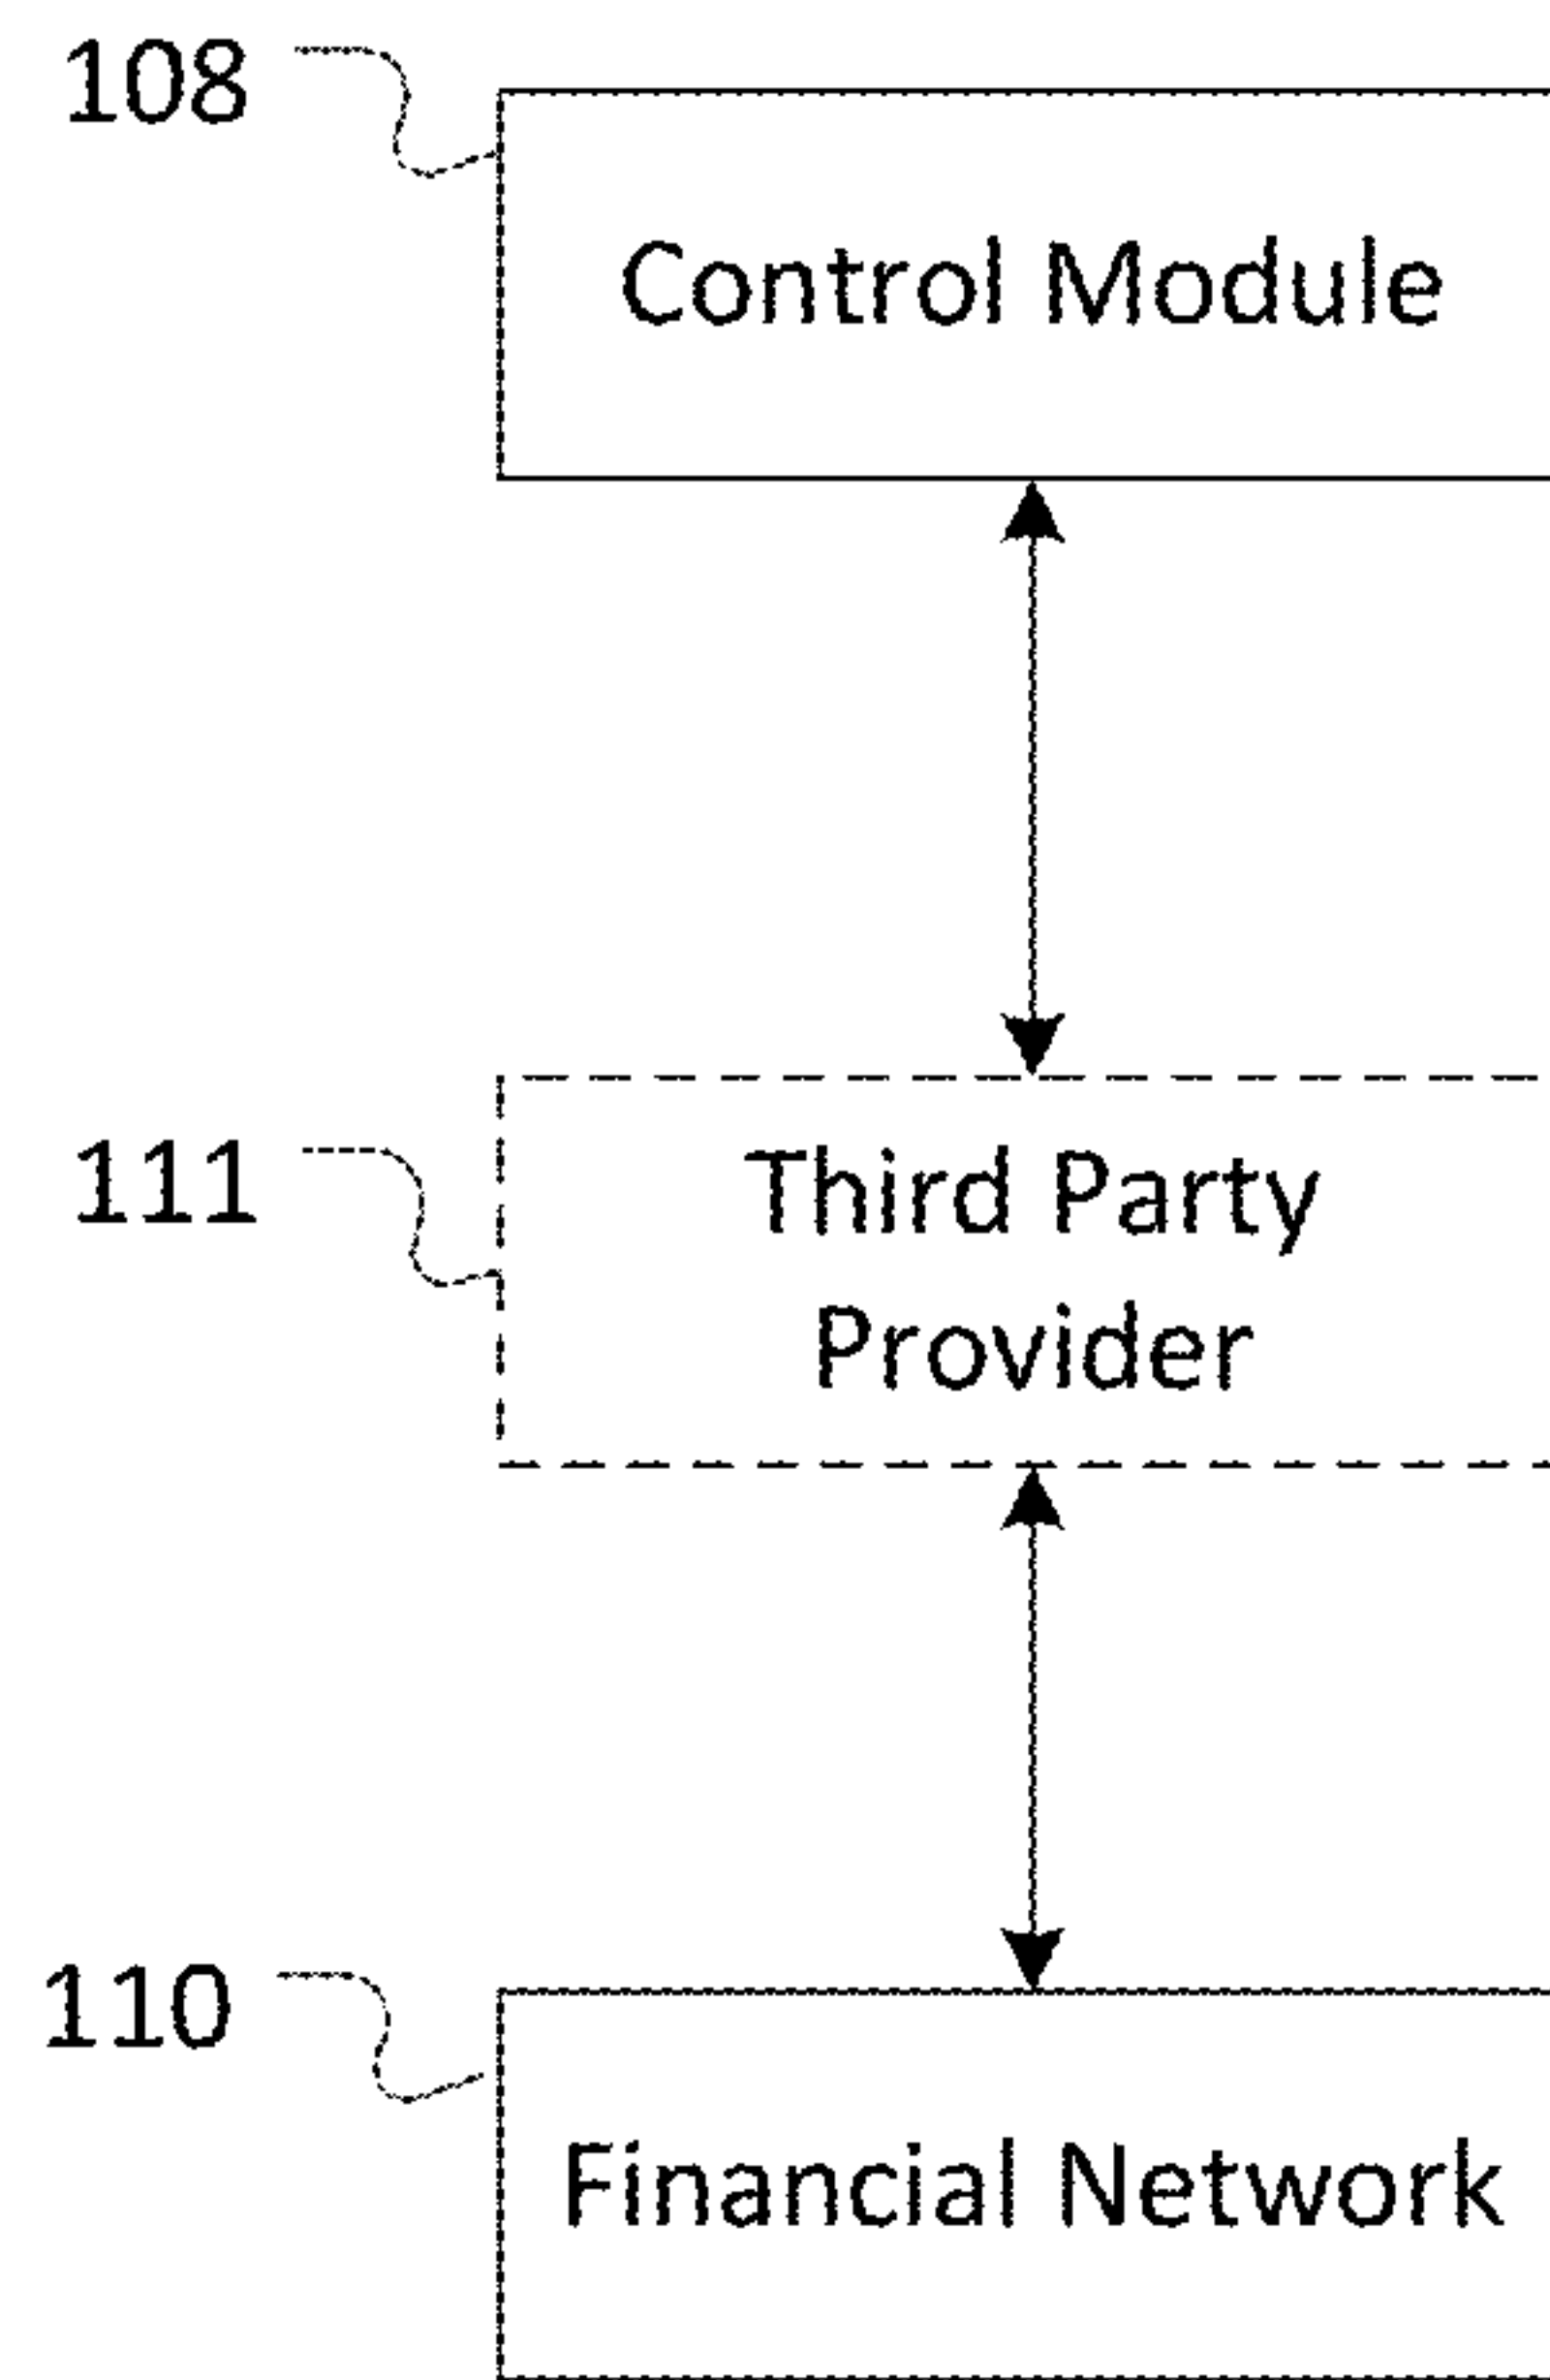 108
Control Module
111
Third Party
Provider
110
Financial Network